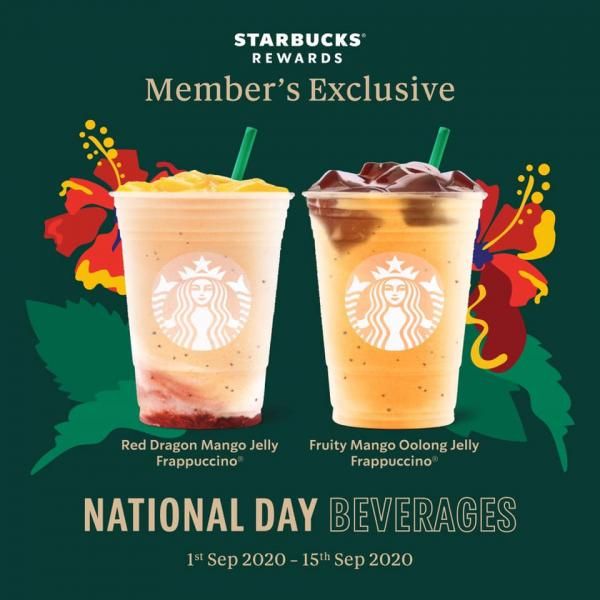 STARBUCKS®
REWARDS
Member's Exclusive
Red Dragon Mango Jelly
Frappuccino®
Fruity Mango Oolong Jelly
Frappuccino®
NATIONAL DAY BEVERAGES
1st Sep 2020 – 15th Sep 2020